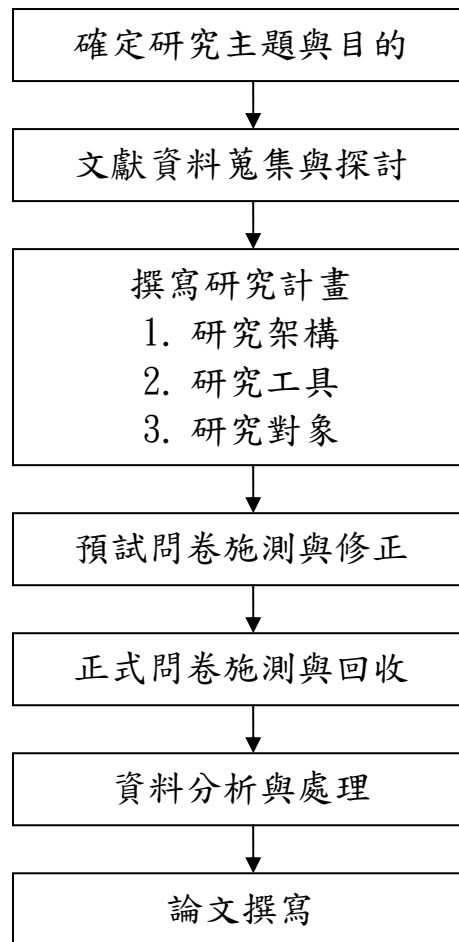 確定研究主題與目的
文獻資料蒐集與探討
撰寫研究計畫
1. 研究架構
2. 研究工具
3. 研究對象
預試問卷施測與修正
正式問卷施測與回收
資料分析與處理
論文撰寫